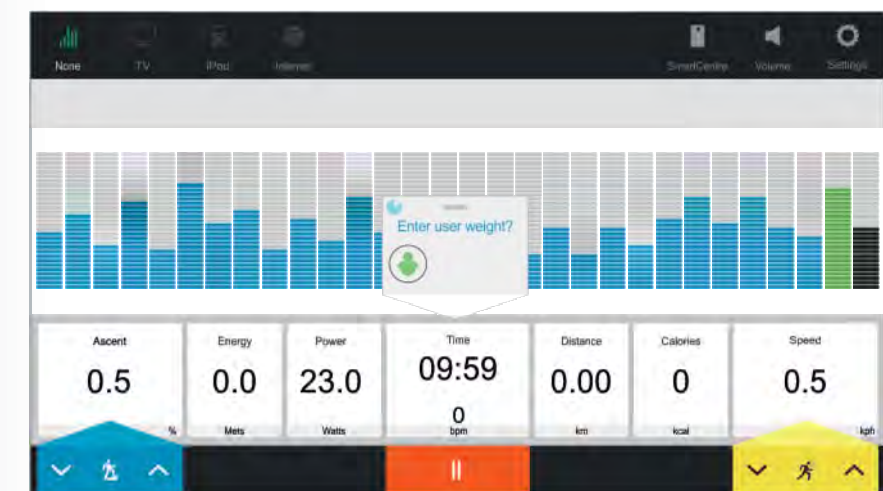 None TV iPod Internet SmartCentre Volume Settings
Enter user weight?
Ascent Energy Power Time Distance Calories Speed
0.5 0.0 23.0 09:59 0.00 0 0.5
0
% Mets Watts bpm km kcal kph